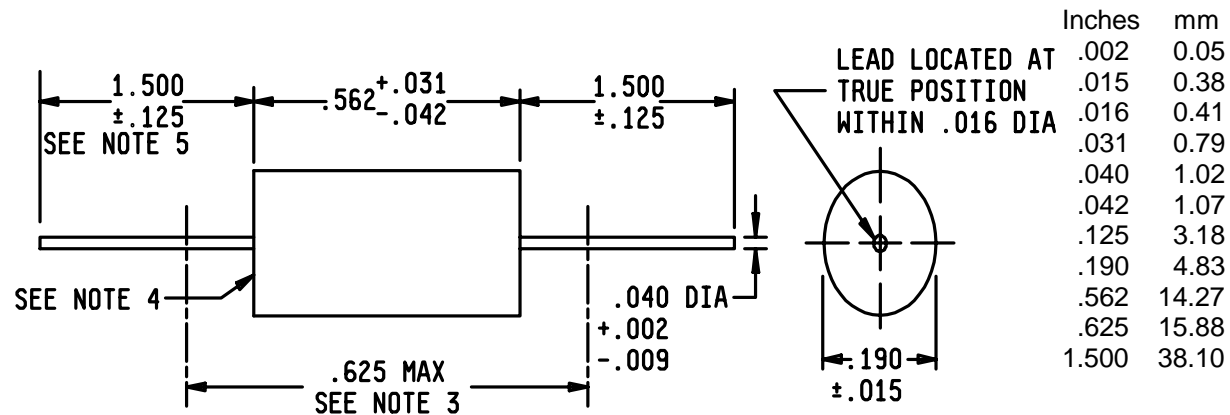 1.500
±.125
SEE NOTE 5
.562 +.031
-.042
1.500
±.125
LEAD LOCATED AT
TRUE POSITION
WITHIN .016 DIA
SEE NOTE 4
.040 DIA
+.002
-.009
.625 MAX
SEE NOTE 3
.190
±.015
Inches mm
.002 0.05
.015 0.38
.016 0.41
.031 0.79
.040 1.02
.042 1.07
.125 3.18
.190 4.83
.562 14.27
.625 15.88
1.500 38.10